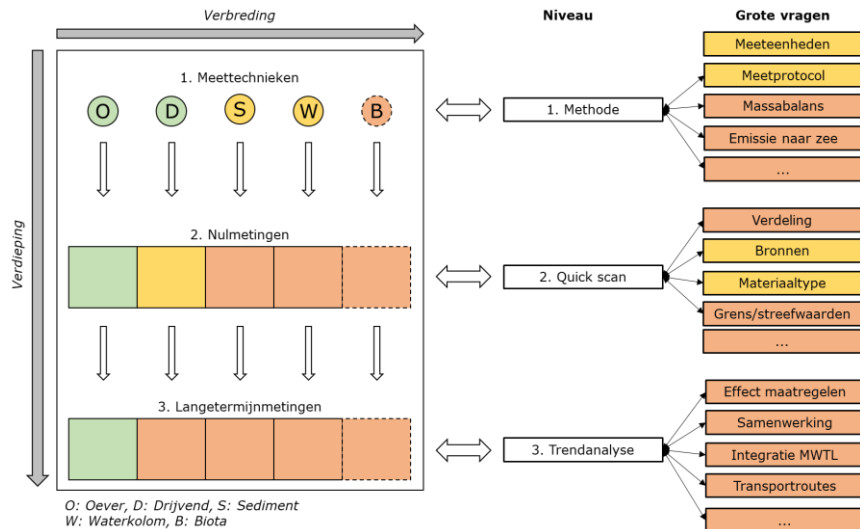 Verbreding
Niveau
Grote vragen
Verdieping
1. Meettechnieken
O
D
S
W
B
2. Nulmetingen
3. Langetermijnmetingen
O: Oever, D: Drijvend, S: Sediment
W: Waterkolom, B: Biota
1. Methode
Meeteenheden
Meetprotocol
Massabalans
Emissie naar zee
...
2. Quick scan
Verdeling
Bronnen
Materiaaltype
Grens/streefwaarden
...
3. Trendanalyse
Effect maatregelen
Samenwerking
Integratie MWTL
Transportroutes
...